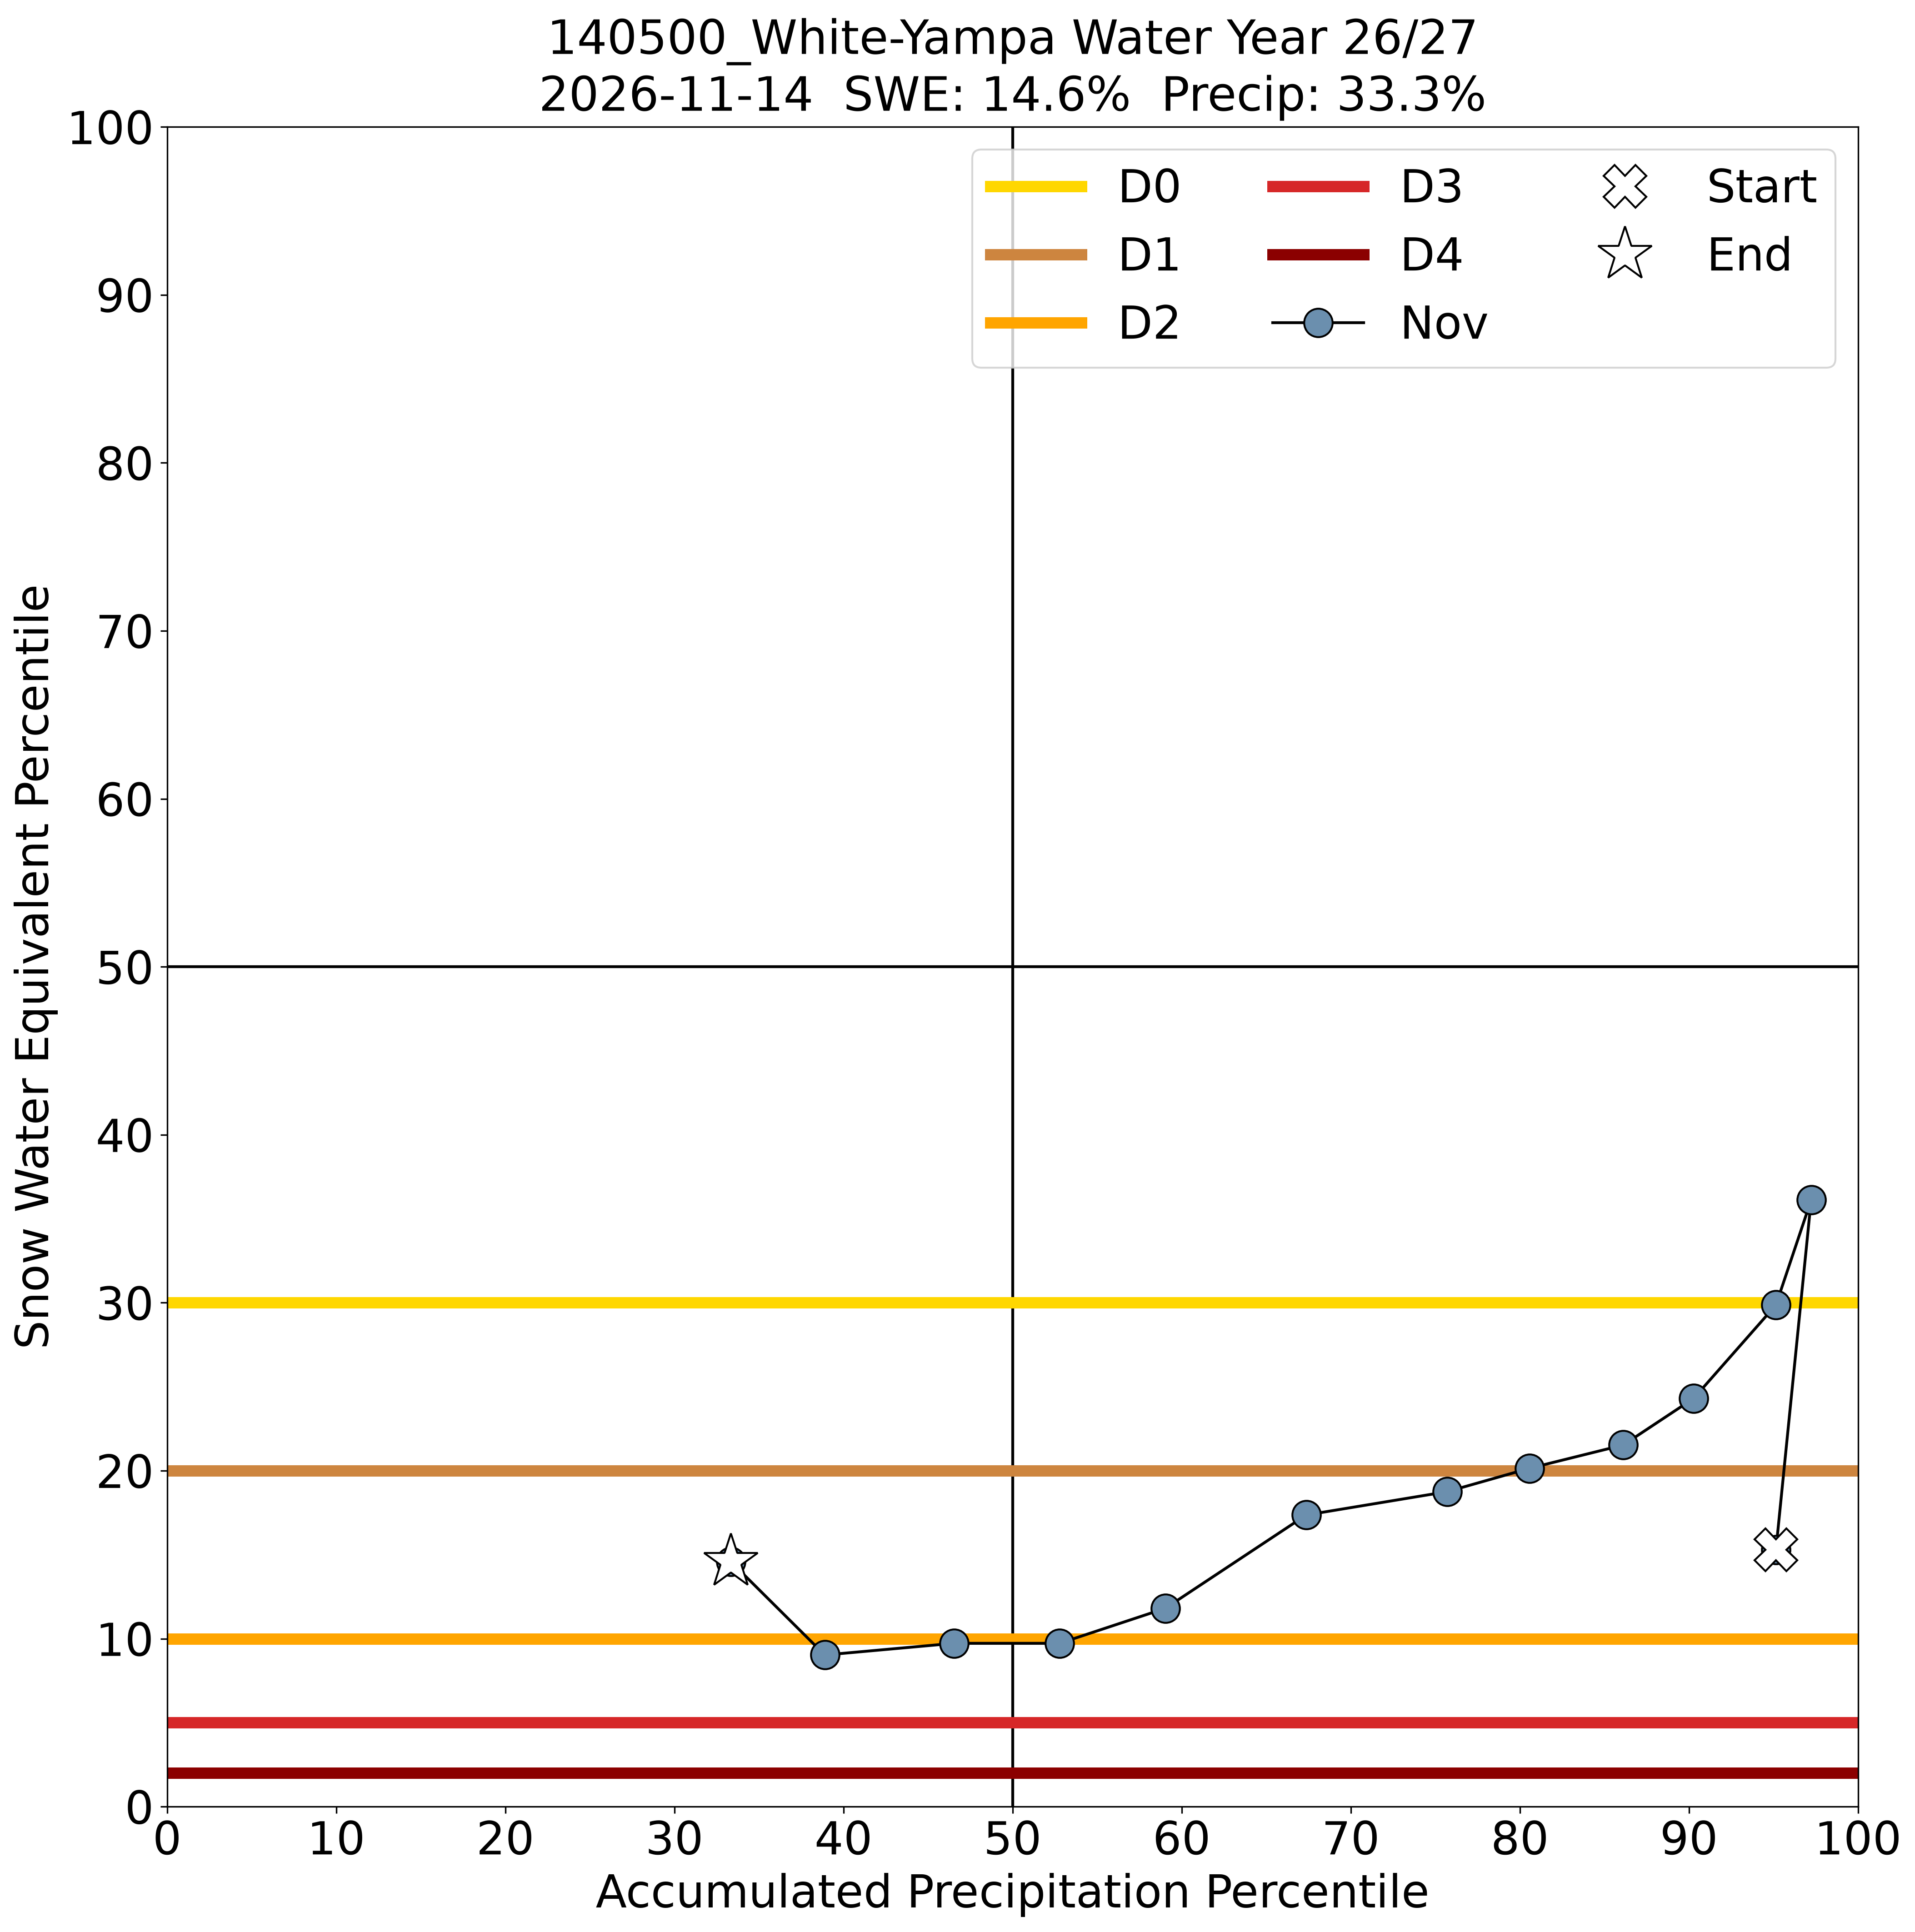 140500_White-Yampa Water Year 26/27
2026-11-14  SWE: 14.6%  Precip: 33.3%
100
90
80
70
60
50
40
30
20
10
0
Snow Water Equivalent Percentile
D0
D1
D2
D3
D4
Nov
Start
End
0 10 20 30 40 50 60 70 80 90 100
Accumulated Precipitation Percentile